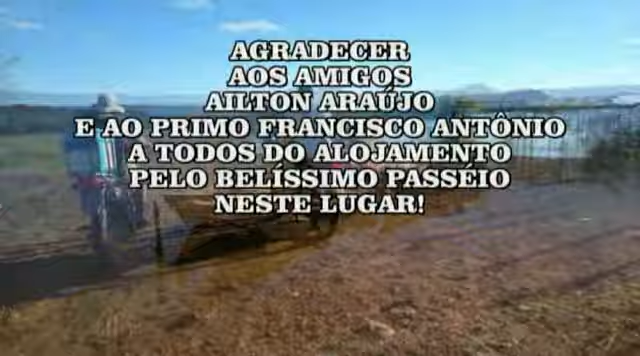 AGRADECER
AOS AMIGOS
AILTON ARAÚJO
E AO PRIMO FRANCISCO ANTÔNIO
A TODOS DO ALOJAMENTO
PELO BELÍSSIMO PASSÉIO
NESTE LUGAR!